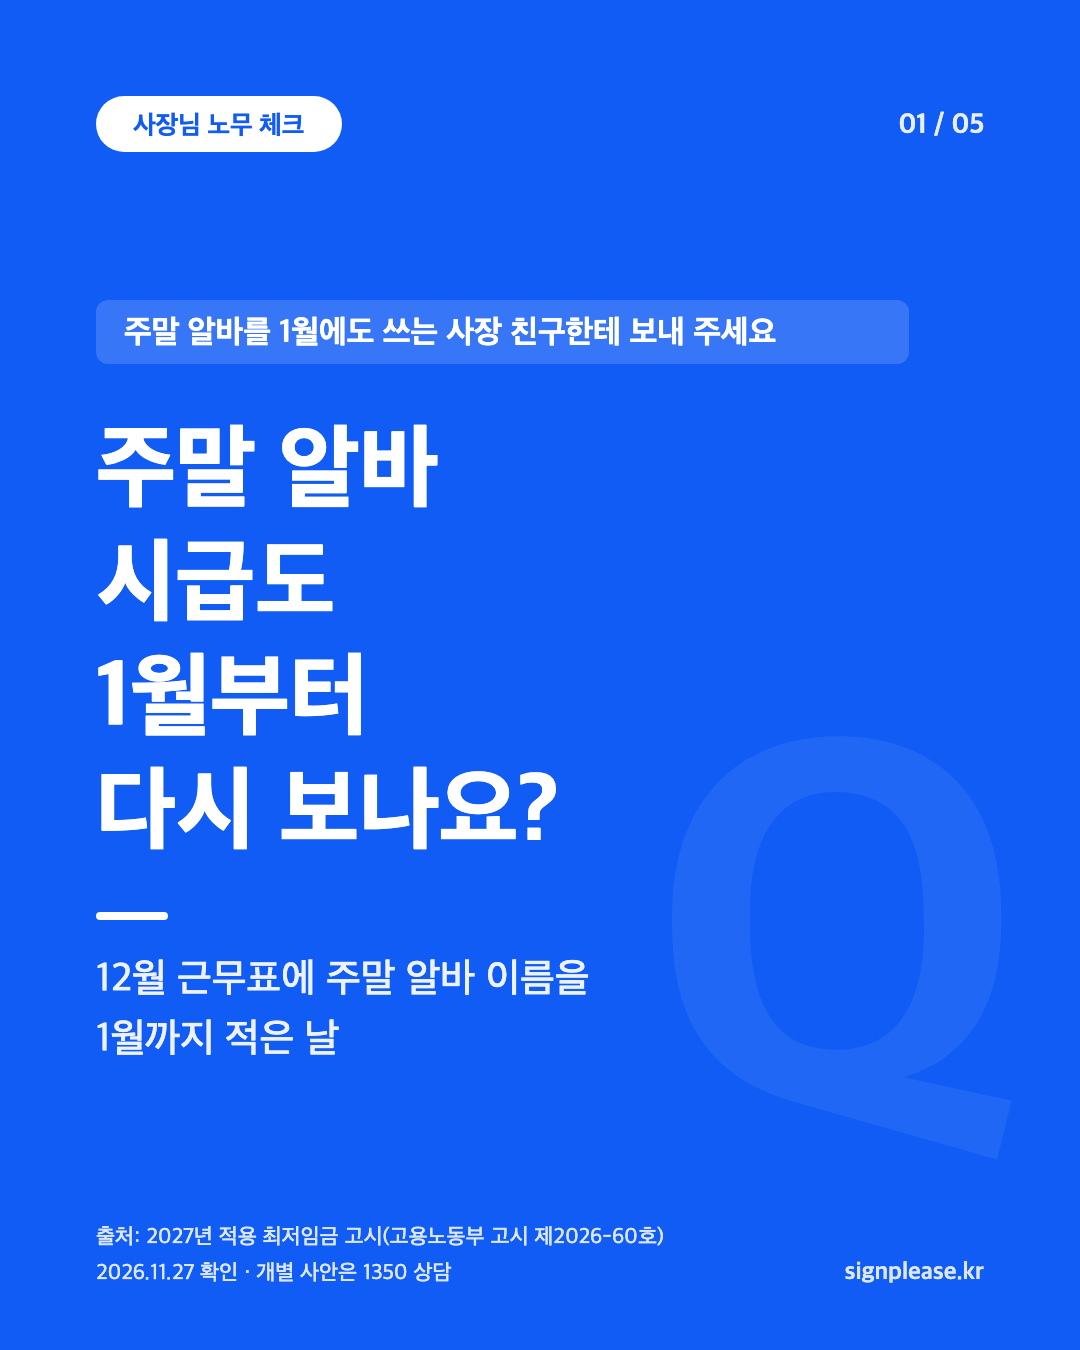 사장님 노무 체크
01 / 05
주말 알바를 1월에도 쓰는 사장 친구한테 보내 주세요
주말 알바
시급도
1월부터
다시 보나요?
12월 근무표에 주말 알바 이름을
1월까지 적은 날
Q
출처: 2027년 적용 최저임금 고시(고용노동부 고시 제2026-60호)
2026.11.27 확인 · 개별 사안은 1350 상담
signplease.kr